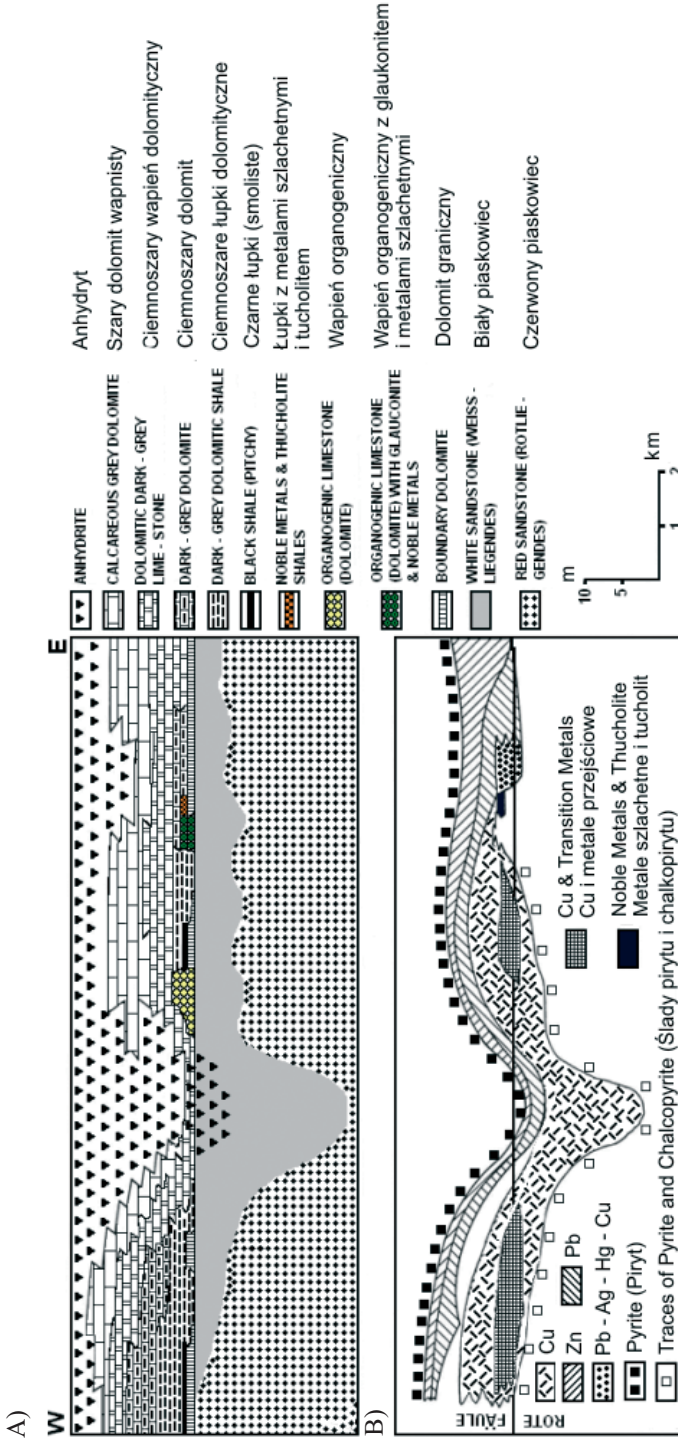 A)
W
E
ANHYDRITE
Anhydryt
CALCAREOUS GREY DOLOMITE
Szary dolomit wapnisty
DOLOMITIC DARK - GREY
LIME - STONE
Ciemnoszary wapień dolomityczny
DARK - GREY DOLOMITE
Ciemnoszary dolomit
DARK - GREY DOLOMITIC SHALE
Ciemnoszare łupki dolomityczne
BLACK SHALE (PITCHY)
Czarne łupki (smoliste)
NOBLE METALS & THUCHOLITE
SHALES
Łupki z metalami szlachetnymi
i tucholitem
ORGANOGENIC LIMESTONE
(DOLOMITE)
Wapień organogeniczny
ORGANOGENIC LIMESTONE
(DOLOMITE) WITH GLAUCONITE
& NOBLE METALS
Wapień organogeniczny z glaukonitem
i metalami szlachetnymi
BOUNDARY DOLOMITE
Dolomit graniczny
WHITE SANDSTONE (WEISS -
LIEGENDES)
Biały piaskowiec
RED SANDSTONE (ROTLIE -
GENDES)
Czerwony piaskowiec
B)
FÄULE
ROTE
Cu
Zn
Pb
Pb - Ag - Hg - Cu
Pyrite (Piryt)
Traces of Pyrite and Chalcopyrite (Ślady pirytu i chalkopirytu)
Cu & Transition Metals
Cu i metale przejściowe
Noble Metals & Thucholite
Metale szlachetne i tucholit
m
10
5
1
2
km